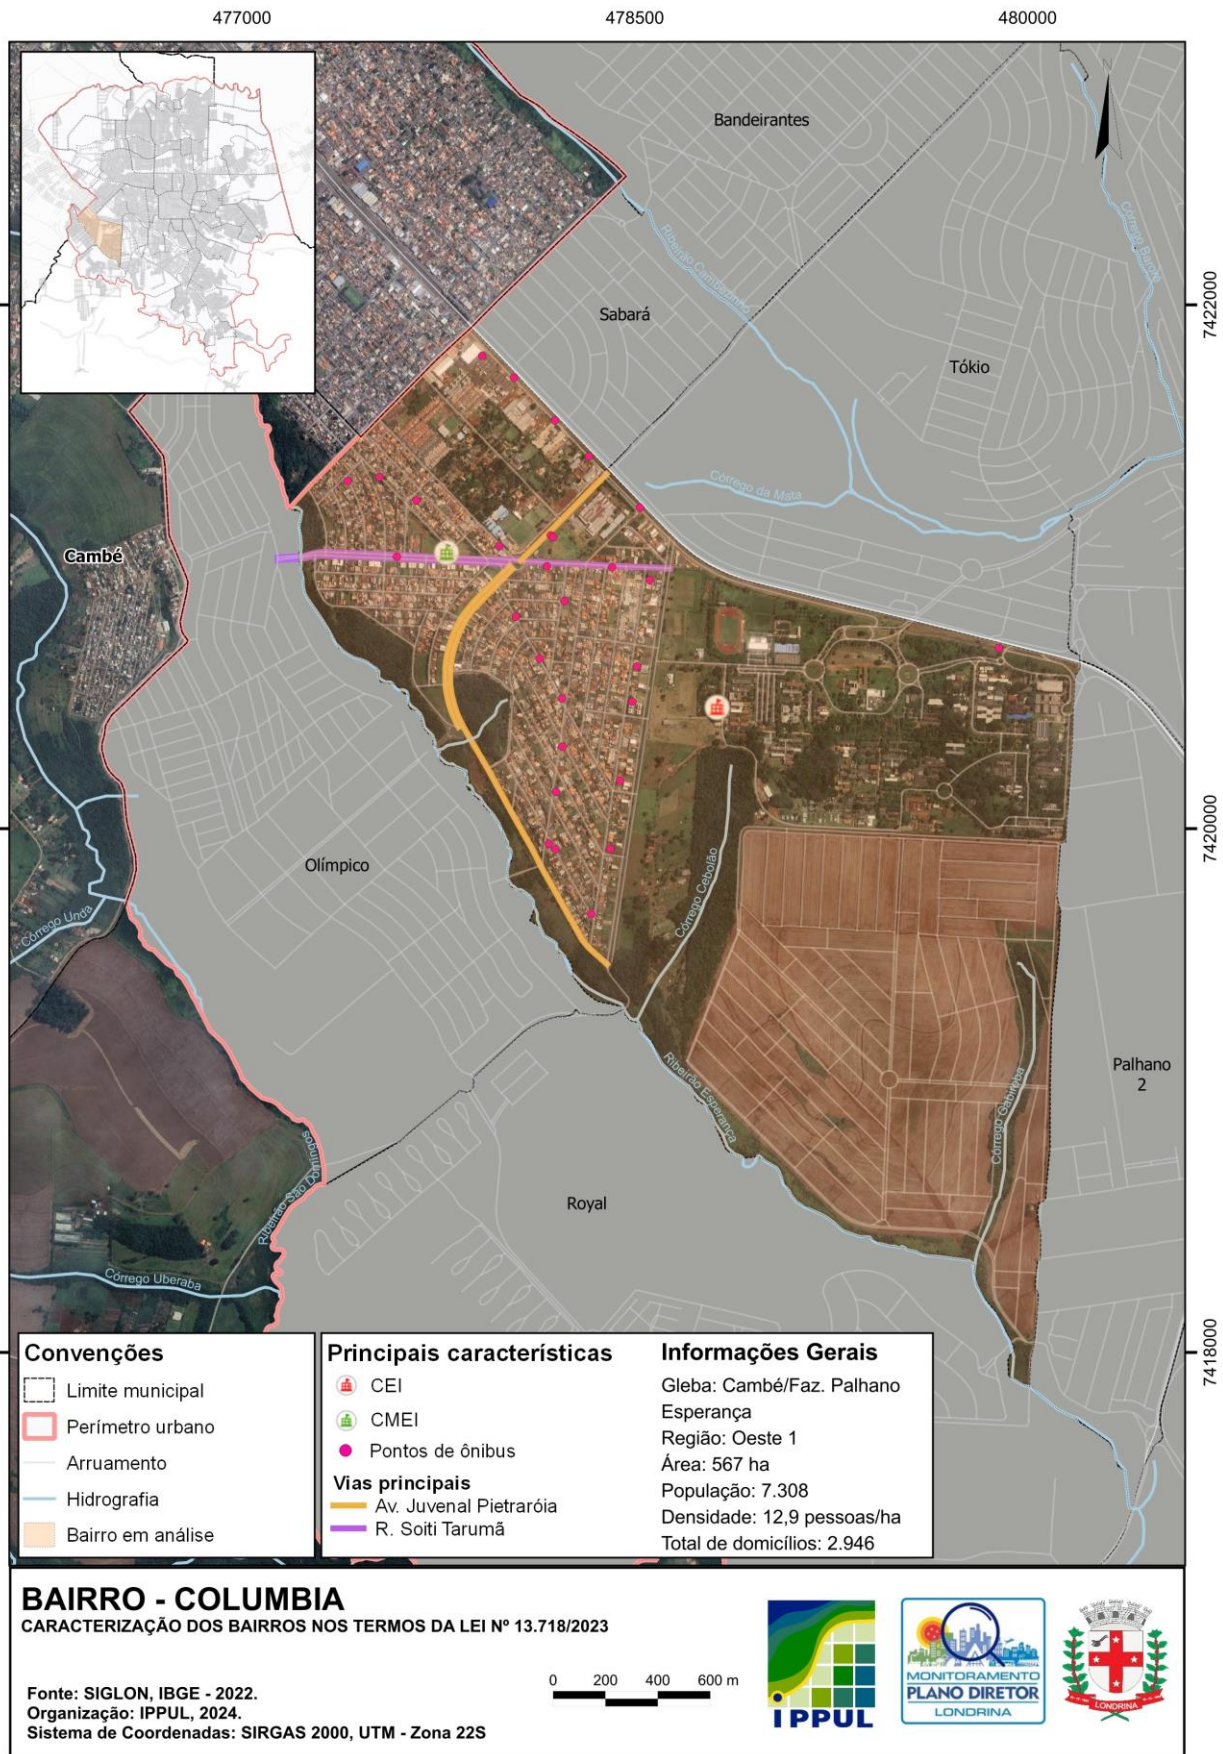 477000
478500
480000
Bandeirantes
Ribeirão Cambezinho
Córrego Baroré
Sabará
7422000
Tókio
Córrego da Mata
Cambé
Olímpico
7420000
Córrego Cebolão
Córrego Unda
Ribeirão Esperança
Córrego Gabiroba
Palhano
2
Ribeirão São Domingos
Royal
Córrego Uberaba
7418000
N
Convenções
Limite municipal
Perímetro urbano
Arruamento
Hidrografia
Bairro em análise
Principais características
CEI
CMEI
Pontos de ônibus
Vias principais
Av. Juvenal Pietraróia
R. Soiti Tarumã
Informações Gerais
Gleba: Cambé/Faz. Palhano
Esperança
Região: Oeste 1
Área: 567 ha
População: 7.308
Densidade: 12,9 pessoas/ha
Total de domicílios: 2.946
BAIRRO - COLUMBIA
CARACTERIZAÇÃO DOS BAIRROS NOS TERMOS DA LEI Nº 13.718/2023
Fonte: SIGLON, IBGE - 2022.
Organização: IPPUL, 2024.
Sistema de Coordenadas: SIRGAS 2000, UTM - Zona 22S
0 200 400 600 m
IPPUL
MONITORAMENTO
PLANO DIRETOR
LONDRINA
LONDRINA